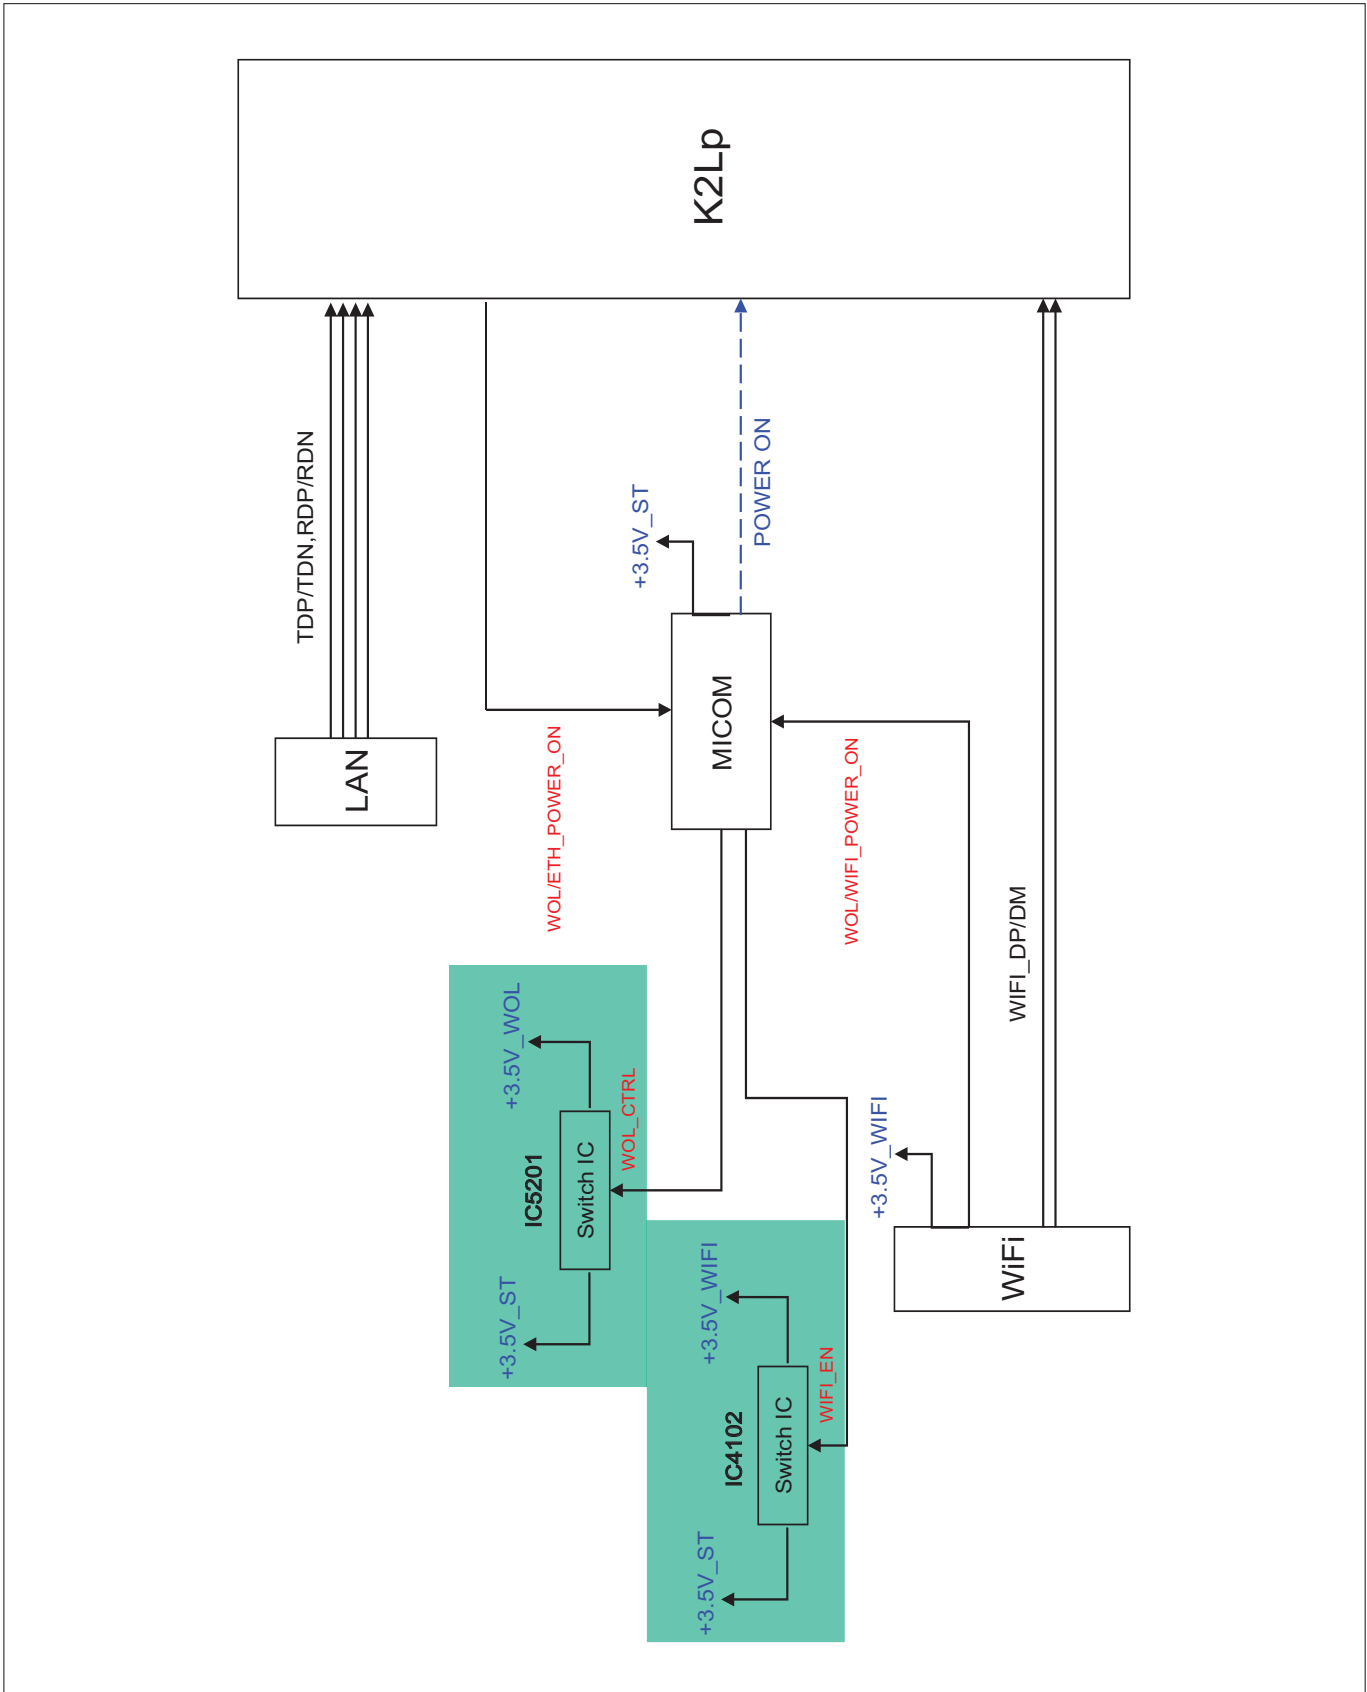 K2Lp
TDP/TDN,RDP/RDN
LAN
WOL/ETH_POWER_ON
+3.5V_ST
POWER ON
MICOM
WOL/WIFI_POWER_ON
WIFI_DP/DM
+3.5V_WOL
IC5201
Switch IC
WOL_CTRL
+3.5V_ST
+3.5V_WIFI
IC4102
Switch IC
WIFI_EN
+3.5V_ST
+3.5V_WIFI
WiFi